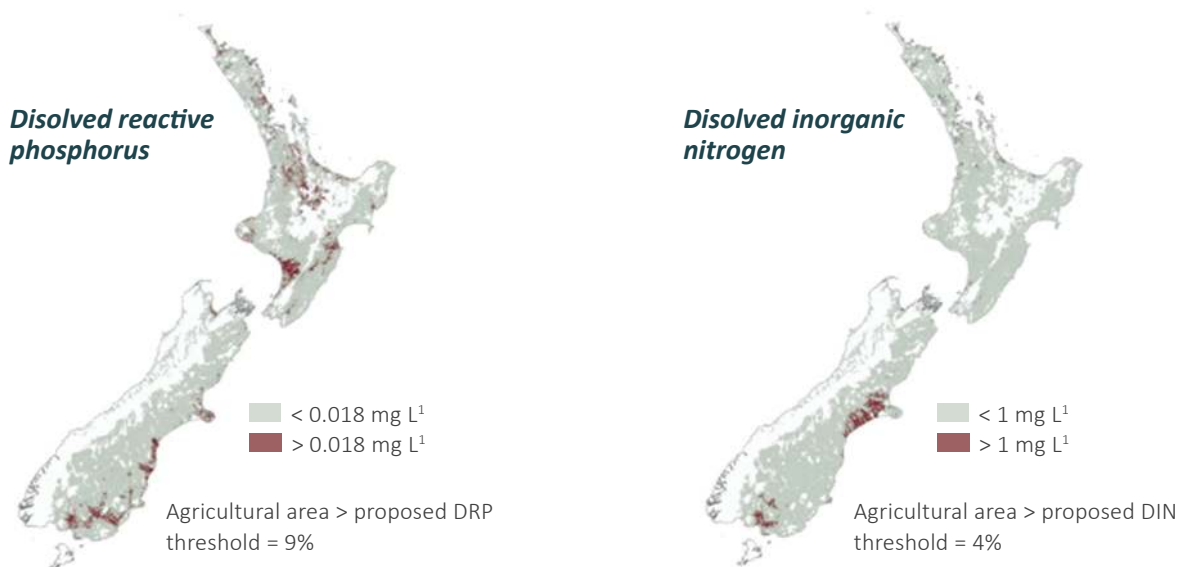 Disolved reactive
phosphorus
< 0.018 mg L¹
> 0.018 mg L¹
Agricultural area > proposed DRP
threshold = 9%
Disolved inorganic
nitrogen
< 1 mg L¹
> 1 mg L¹
Agricultural area > proposed DIN
threshold = 4%